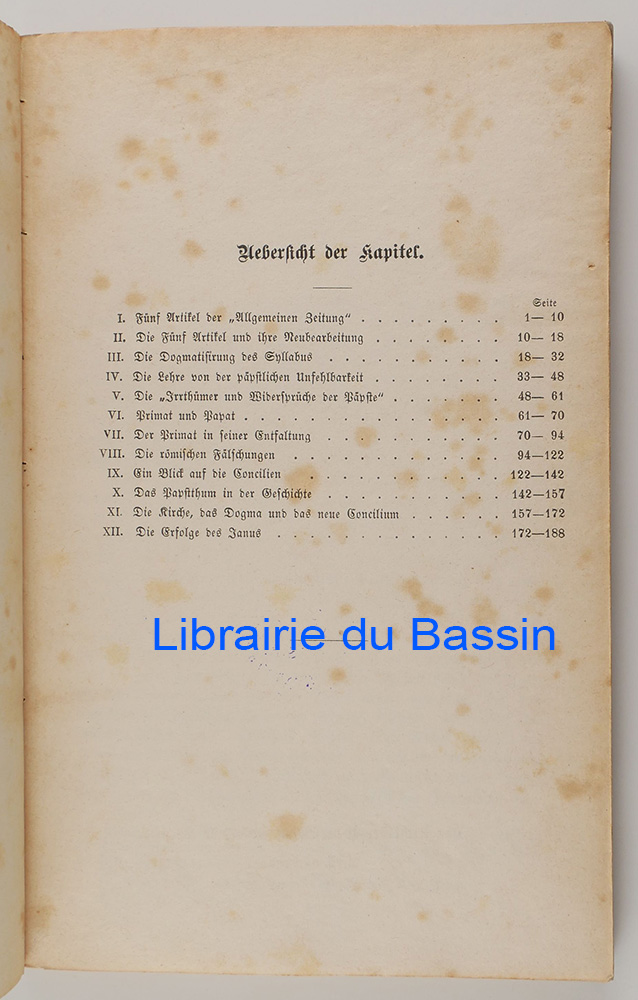 Uebersicht der Kapitel.
Seite
I. Fünf Artikel der „Allgemeinen Zeitung“ . . . . . . . . . 1— 10
II. Die Fünf Artikel und ihre Neubearbeitung . . . . . . . . 10— 18
III. Die Dogmatisirung des Syllabus . . . . . . . . . . 18— 32
IV. Die Lehre von der päpstlichen Unfehlbarkeit . . . . . . . . 33— 48
V. Die „Irrthümer und Widersprüche der Päpste“ . . . . . . . 48— 61
VI. Primat und Papat . . . . . . . . . . . . . . 61— 70
VII. Der Primat in seiner Entfaltung . . . . . . . . . . 70— 94
VIII. Die römischen Fälschungen . . . . . . . . . . . 94—122
IX. Ein Blick auf die Concilien . . . . . . . . . . . 122—142
X. Das Papstthum in der Geschichte . . . . . . . . . . 142—157
XI. Die Kirche, das Dogma und das neue Concilium . . . . . . 157—172
XII. Die Erfolge des Janus . . . . . . . . . . . . 172—188
Librairie du Bassin